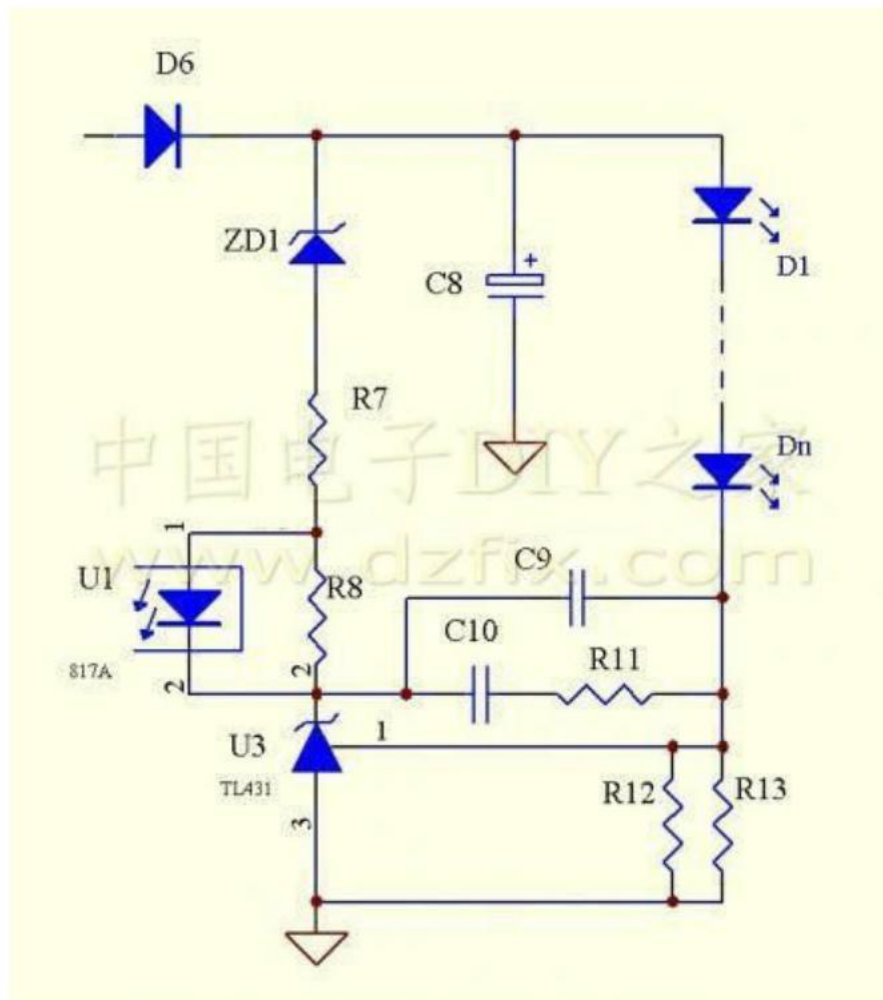 D6
ZD1
C8
+
D1
R7
Dn
中国电子DIY之家
www.dzfix.com
1
U1
R8
C9
C10
R11
817A
2
2
U3
1
TL431
R12
R13
3